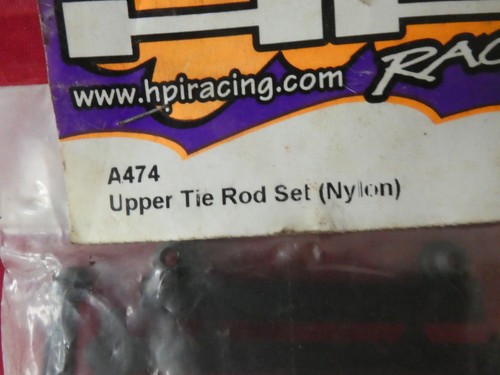 www.hpiracing.com
A474
Upper Tie Rod Set (Nylon)